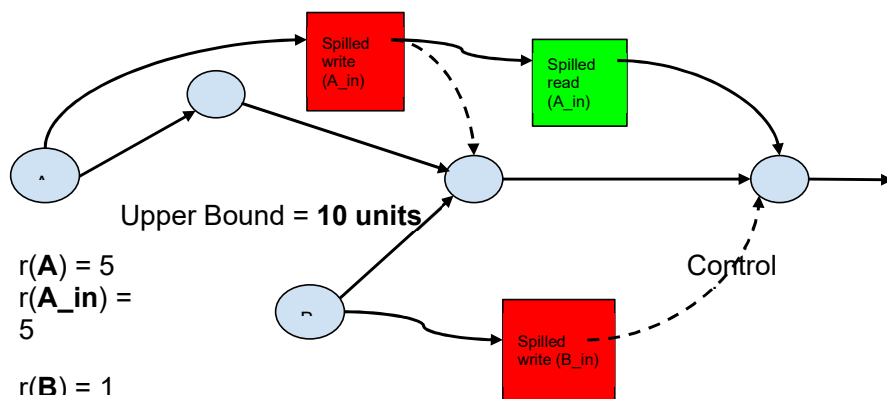 Spilled
write
(A_in)
Spilled
read
(A_in)
Upper Bound = 10 units
r(A) = 5
r(A_in) =
5
Control
Spilled
write (B_in)
r(B) = 1